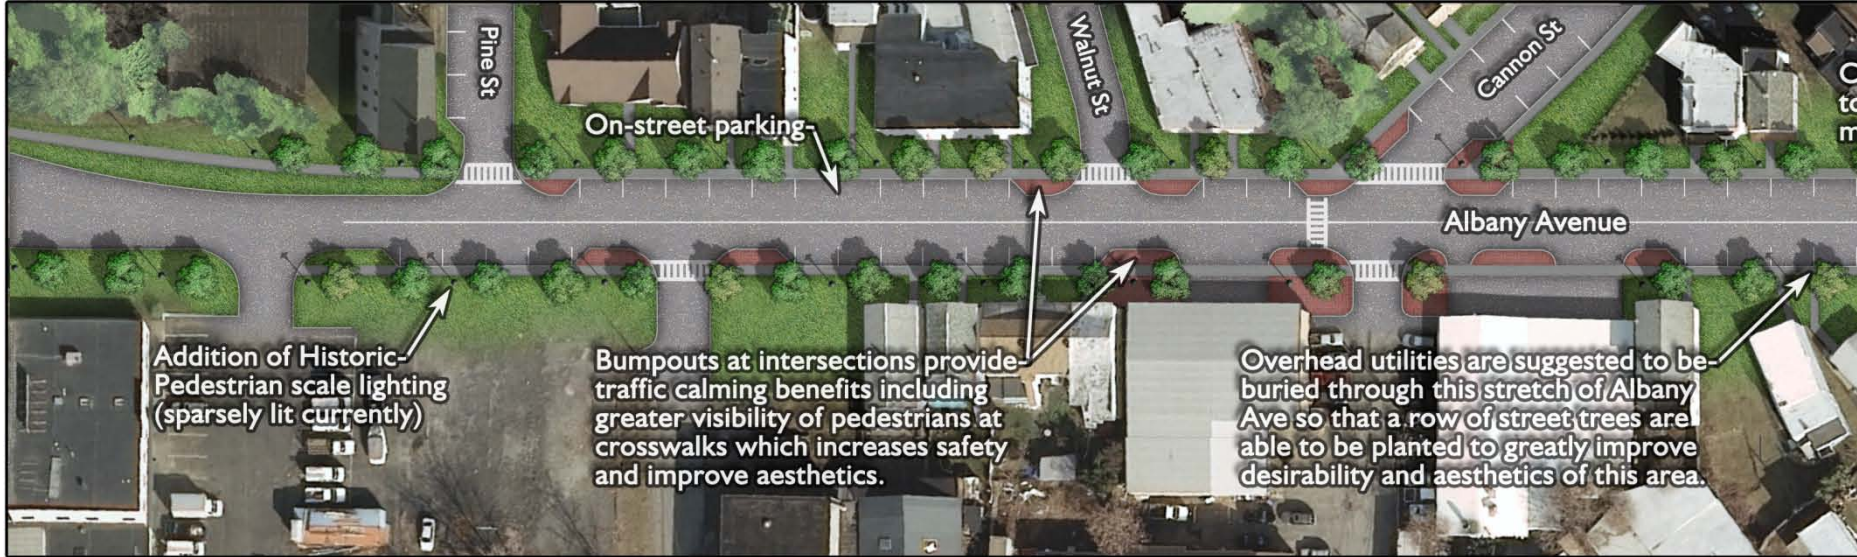 Pine St
Walnut St
Cannon St
On-street parking
C
to
m
Albany Avenue
Addition of Historic-
Pedestrian scale lighting
(sparsely lit currently)
Bumpouts at intersections provide
traffic calming benefits including
greater visibility of pedestrians at
crosswalks which increases safety
and improve aesthetics.
Overhead utilities are suggested to be
buried through this stretch of Albany
Ave so that a row of street trees are
able to be planted to greatly improve
desirability and aesthetics of this area.